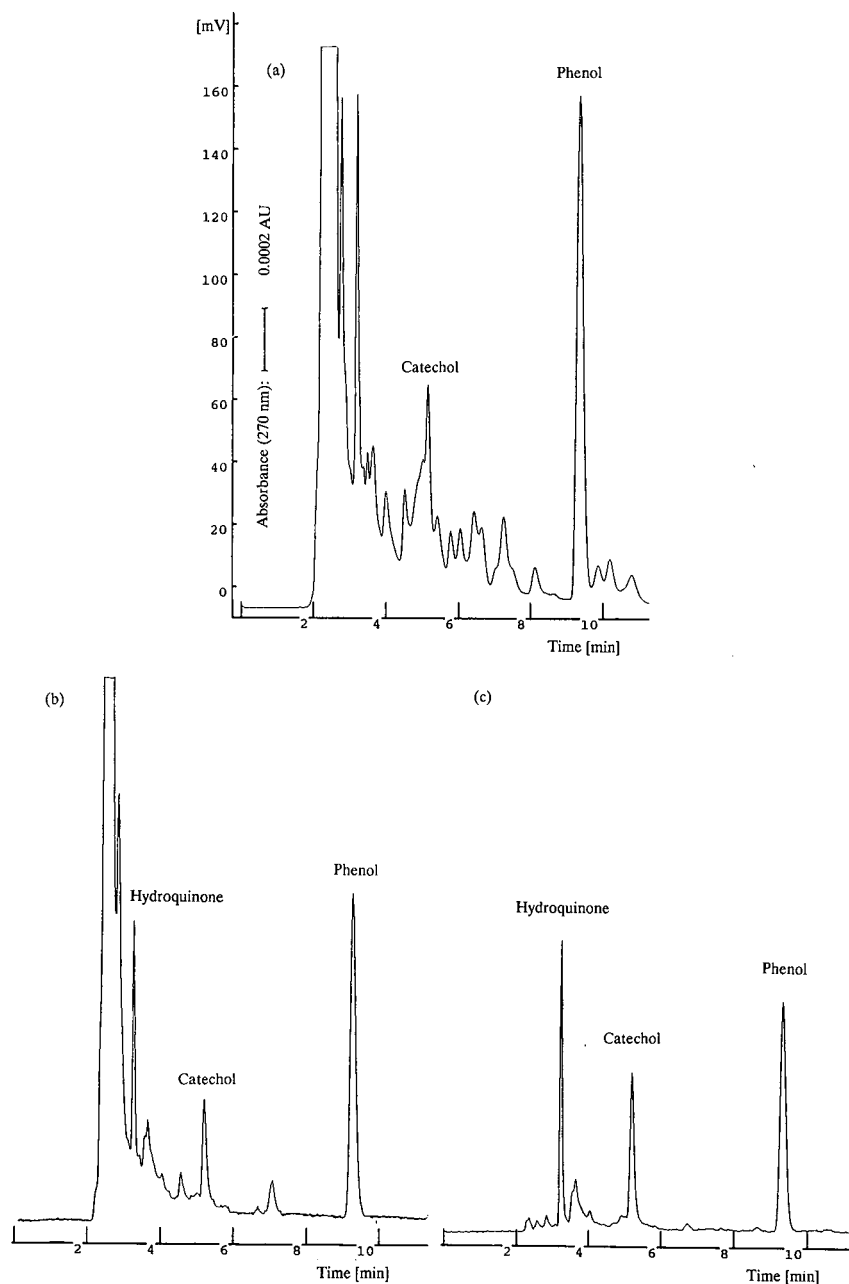 [mV]
(a)
Phenol
160
140
120
100
80
60
40
20
0
Absorbance (270 nm): 0.0002 AU
Catechol
2 4 6 8 10
Time [min]
(b)
Hydroquinone
Catechol
Phenol
2 4 6 8 10
Time [min]
(c)
Hydroquinone
Catechol
Phenol
2 4 6 8 10
Time [min]